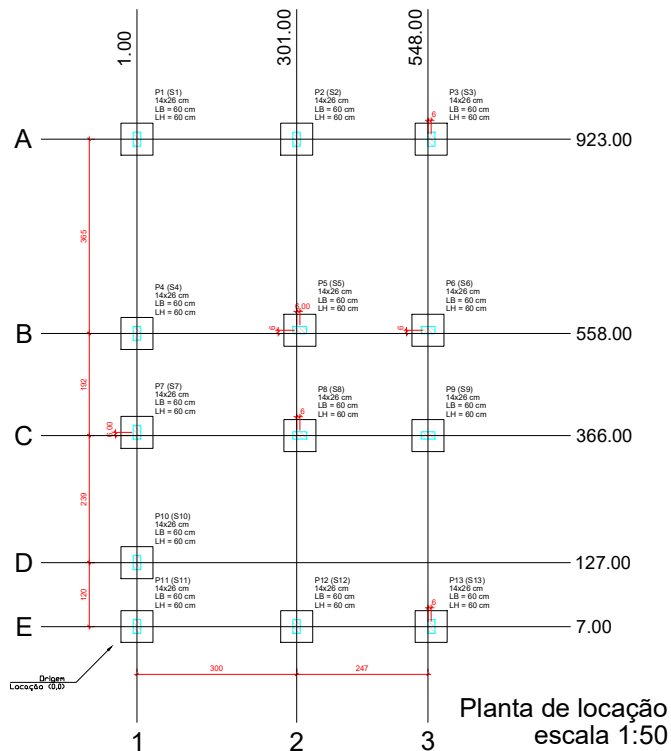 1.00
301.00
548.00
P1 (S1)
14x26 cm
LB = 60 cm
LH = 60 cm
P2 (S2)
14x26 cm
LB = 60 cm
LH = 60 cm
P3 (S3)
14x26 cm
LB = 60 cm
LH = 60 cm
6
A
923.00
365
P4 (S4)
14x26 cm
LB = 60 cm
LH = 60 cm
P5 (S5)
14x26 cm
LB = 60 cm
LH = 60 cm
6.00
6
P6 (S6)
14x26 cm
LB = 60 cm
LH = 60 cm
6
B
558.00
192
P7 (S7)
14x26 cm
LB = 60 cm
LH = 60 cm
6.00
P8 (S8)
14x26 cm
LB = 60 cm
LH = 60 cm
6
P9 (S9)
14x26 cm
LB = 60 cm
LH = 60 cm
C
366.00
239
P10 (S10)
14x26 cm
LB = 60 cm
LH = 60 cm
D
127.00
120
P11 (S11)
14x26 cm
LB = 60 cm
LH = 60 cm
P12 (S12)
14x26 cm
LB = 60 cm
LH = 60 cm
P13 (S13)
14x26 cm
LB = 60 cm
LH = 60 cm
6
E
7.00
300
247
Origem
Locação (0,0)
1
2
3
Planta de locação
escala 1:50